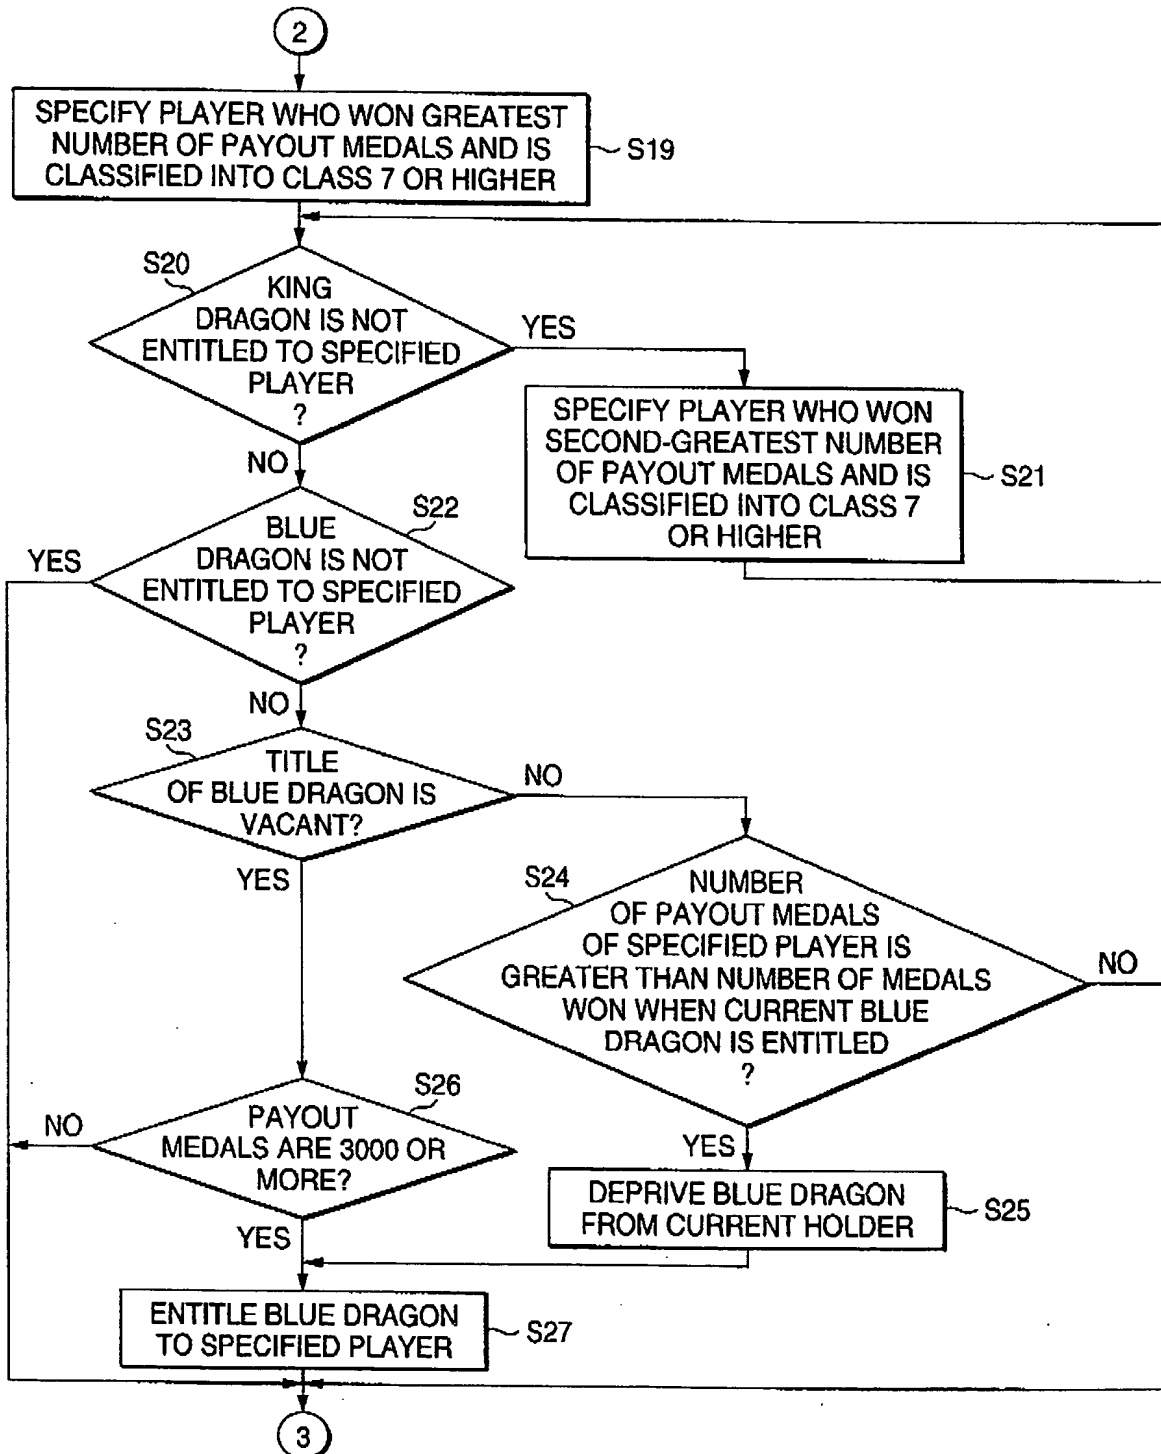 2
SPECIFY PLAYER WHO WON GREATEST
NUMBER OF PAYOUT MEDALS AND IS
CLASSIFIED INTO CLASS 7 OR HIGHER
S19
S20
KING
DRAGON IS NOT
ENTITLED TO SPECIFIED
PLAYER
?
YES
NO
SPECIFY PLAYER WHO WON
SECOND-GREATEST NUMBER
OF PAYOUT MEDALS AND IS
CLASSIFIED INTO CLASS 7
OR HIGHER
S21
S22
BLUE
DRAGON IS NOT
ENTITLED TO SPECIFIED
PLAYER
?
YES
NO
S23
TITLE
OF BLUE DRAGON IS
VACANT?
NO
YES
S24
NUMBER
OF PAYOUT MEDALS
OF SPECIFIED PLAYER IS
GREATER THAN NUMBER OF MEDALS
WON WHEN CURRENT BLUE
DRAGON IS ENTITLED
?
NO
YES
S26
PAYOUT
MEDALS ARE 3000 OR
MORE?
NO
YES
DEPRIVE BLUE DRAGON
FROM CURRENT HOLDER
S25
ENTITLE BLUE DRAGON
TO SPECIFIED PLAYER
S27
3